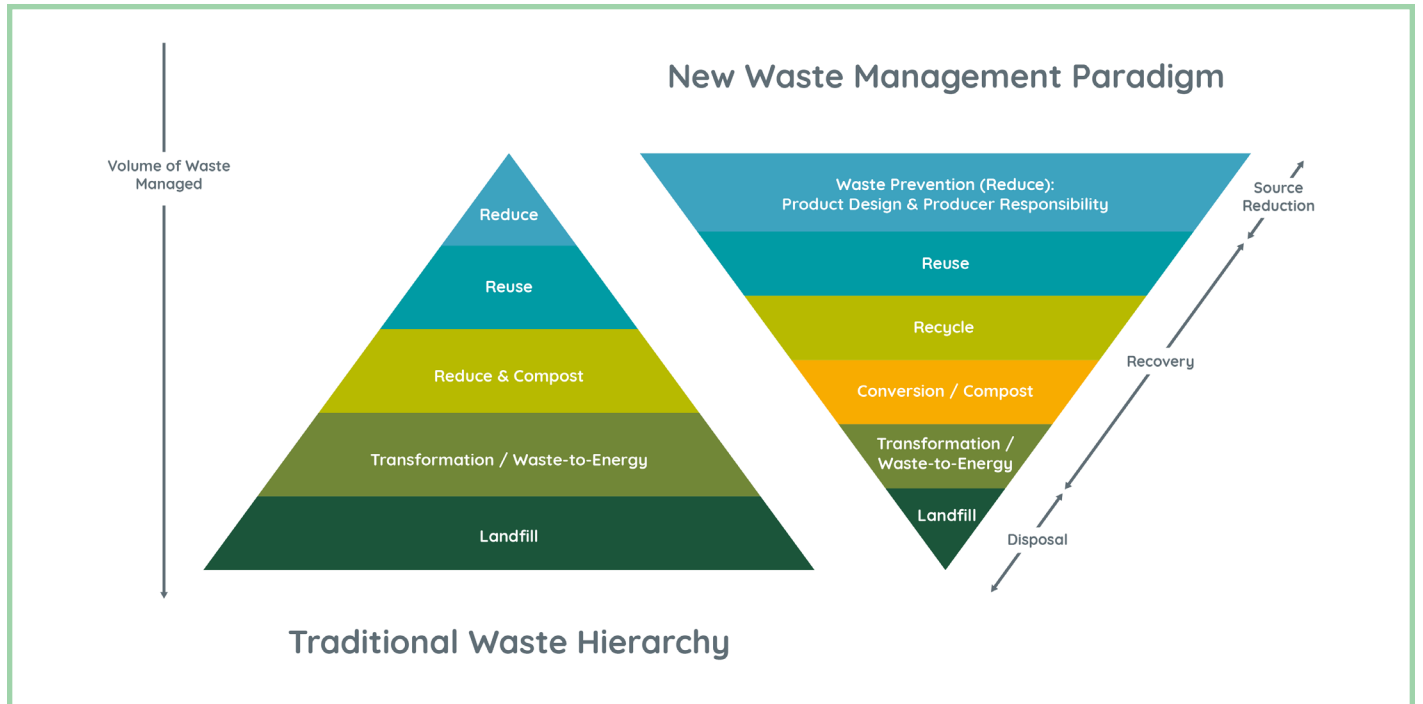 New Waste Management Paradigm
Volume of Waste
Managed
Reduce
Reuse
Reduce & Compost
Transformation / Waste-to-Energy
Landfill
Traditional Waste Hierarchy
Waste Prevention (Reduce):
Product Design & Producer Responsibility
Reuse
Recycle
Conversion / Compost
Transformation /
Waste-to-Energy
Landfill
Source
Reduction
Recovery
Disposal